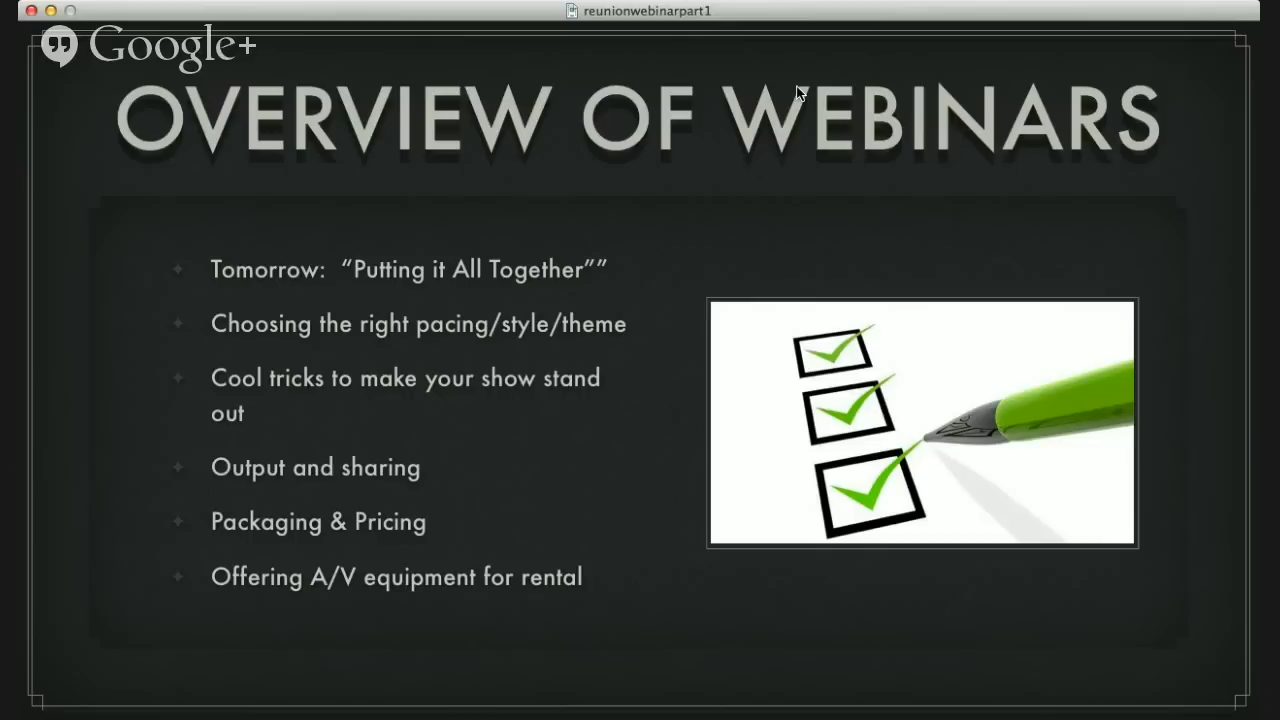 reunionwebinarpart1
Google+
OVERVIEW OF WEBINARS
Tomorrow: “Putting it All Together””
Choosing the right pacing/style/theme
Cool tricks to make your show stand
out
Output and sharing
Packaging & Pricing
Offering A/V equipment for rental